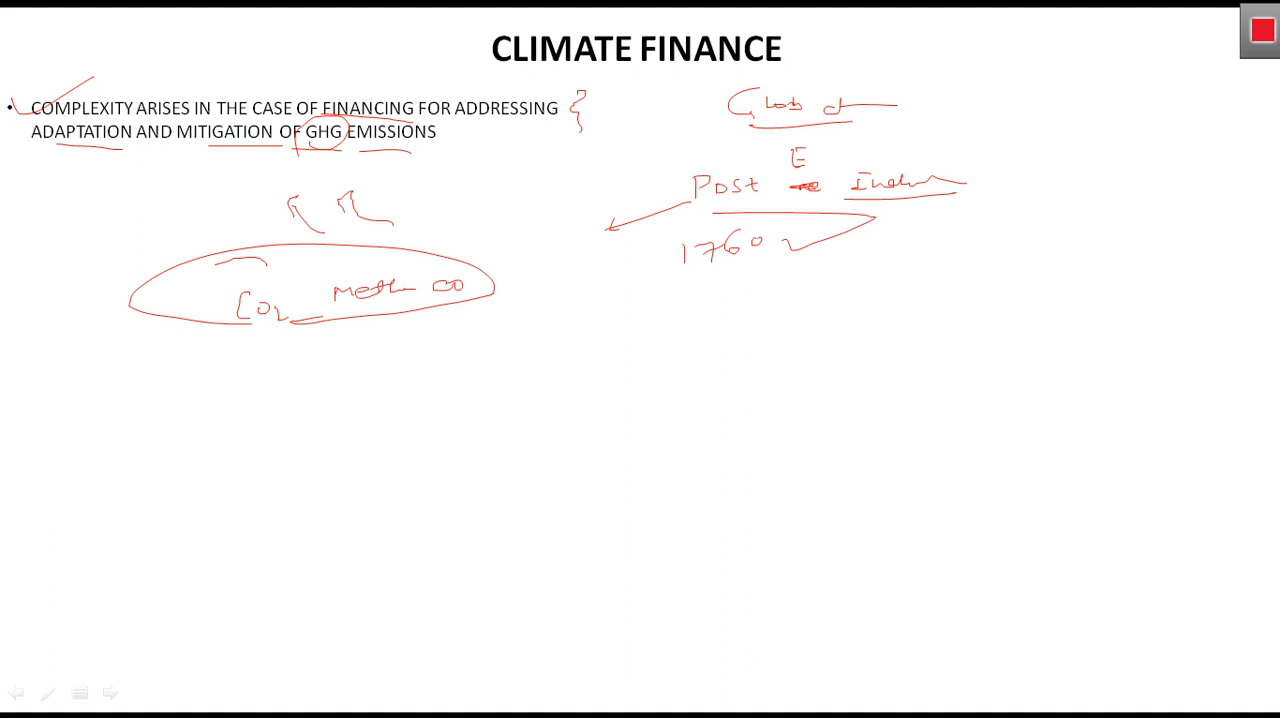 CLIMATE FINANCE
• COMPLEXITY ARISES IN THE CASE OF FINANCING FOR ADDRESSING
ADAPTATION AND MITIGATION OF GHG EMISSIONS
E
Post
1760
CO2